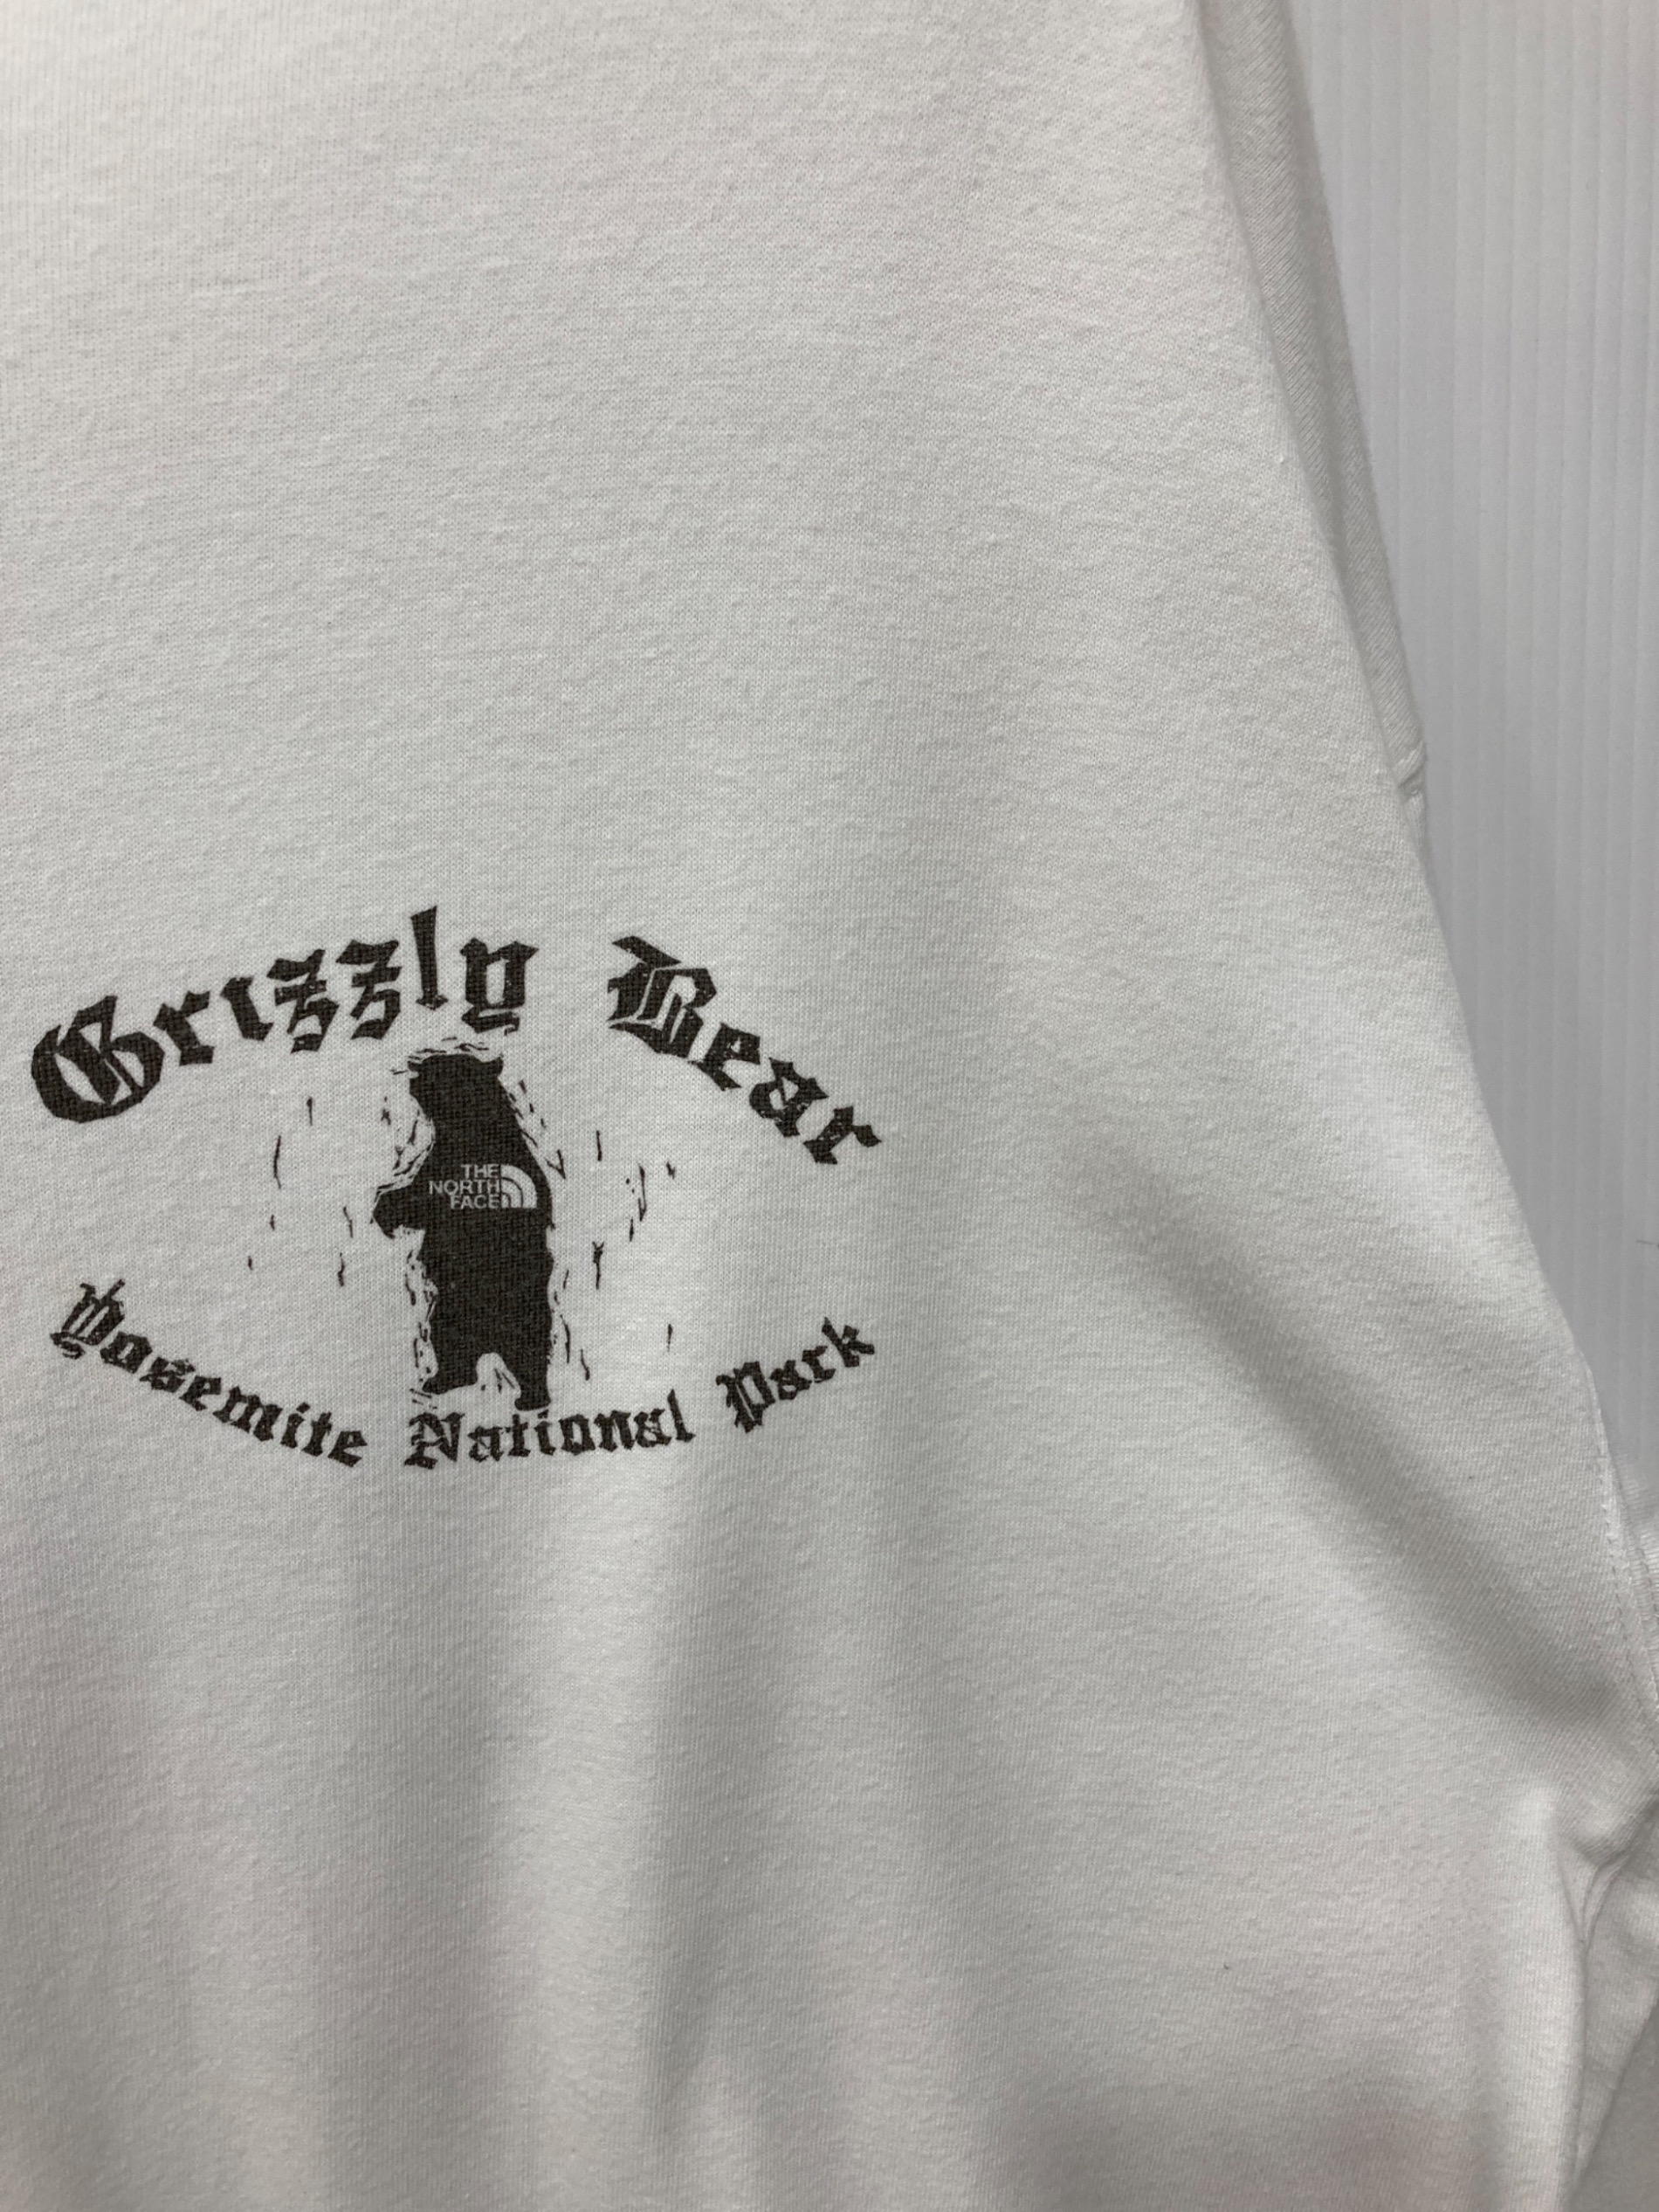 Grizzly Bear
THE
NORTH
FACE
Yosemite National Park